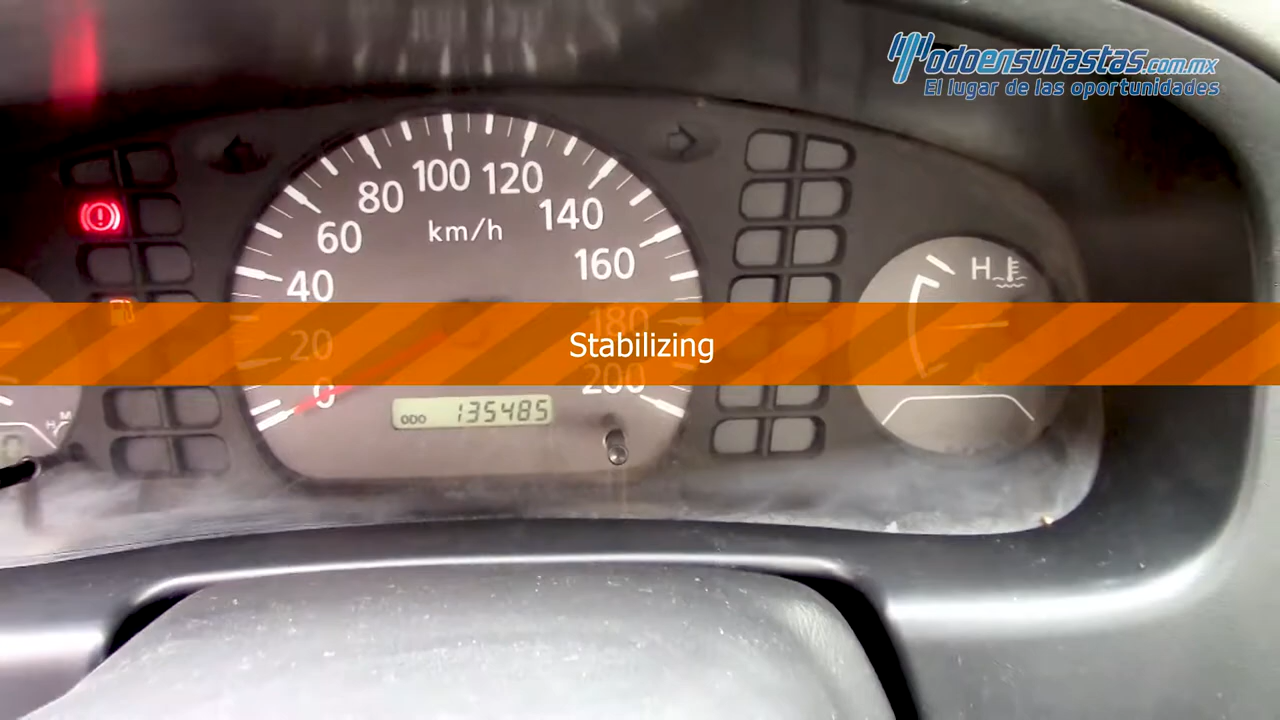 Todoensubastas.com.mx
El lugar de las oportunidades
100
120
80
140
60
km/h
160
40
H
180
Stabilizing
20
200
0
ODO 135485
M
H
0